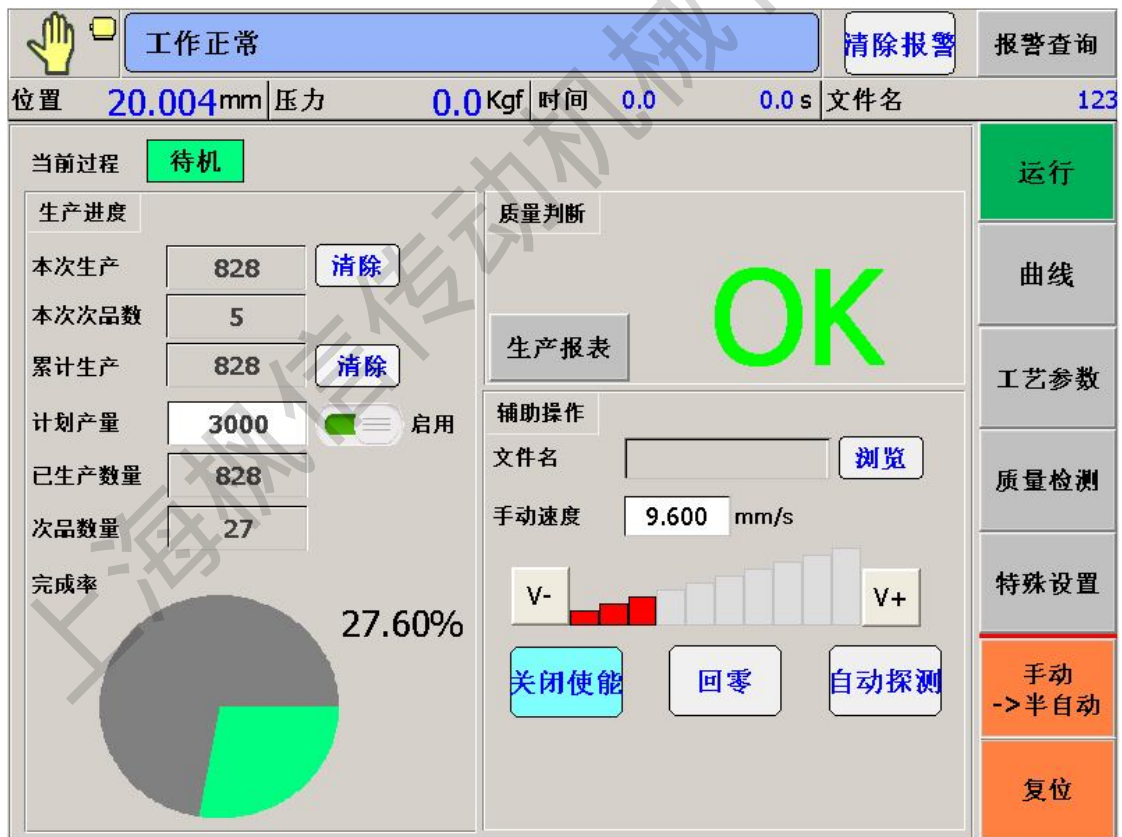 工作正常
清除报警
报警查询
位置 20.004 mm 压力 0.0 Kgf 时间 0.0 0.0 s 文件名 123
当前过程 待机
运行
生产进度
本次生产 828 清除
本次次品数 5
累计生产 828 清除
计划产量 3000 启用
已生产数量 828
次品数量 27
完成率
27.60%
质量判断
OK
生产报表
辅助操作
文件名 浏览
手动速度 9.600 mm/s
V- V+
关闭使能 回零 自动探测
曲线
工艺参数
质量检测
特殊设置
手动
->半自动
复位
上海枫信传动机械